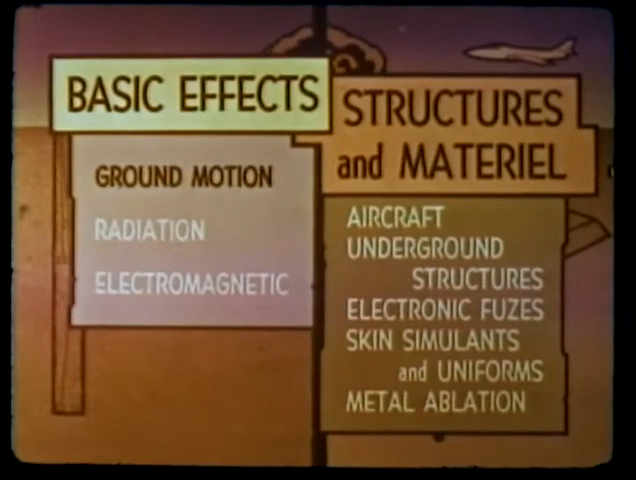 BASIC EFFECTS
GROUND MOTION
RADIATION
ELECTROMAGNETIC
STRUCTURES
and MATERIEL
AIRCRAFT
UNDERGROUND
STRUCTURES
ELECTRONIC FUZES
SKIN SIMULANTS
and UNIFORMS
METAL ABLATION